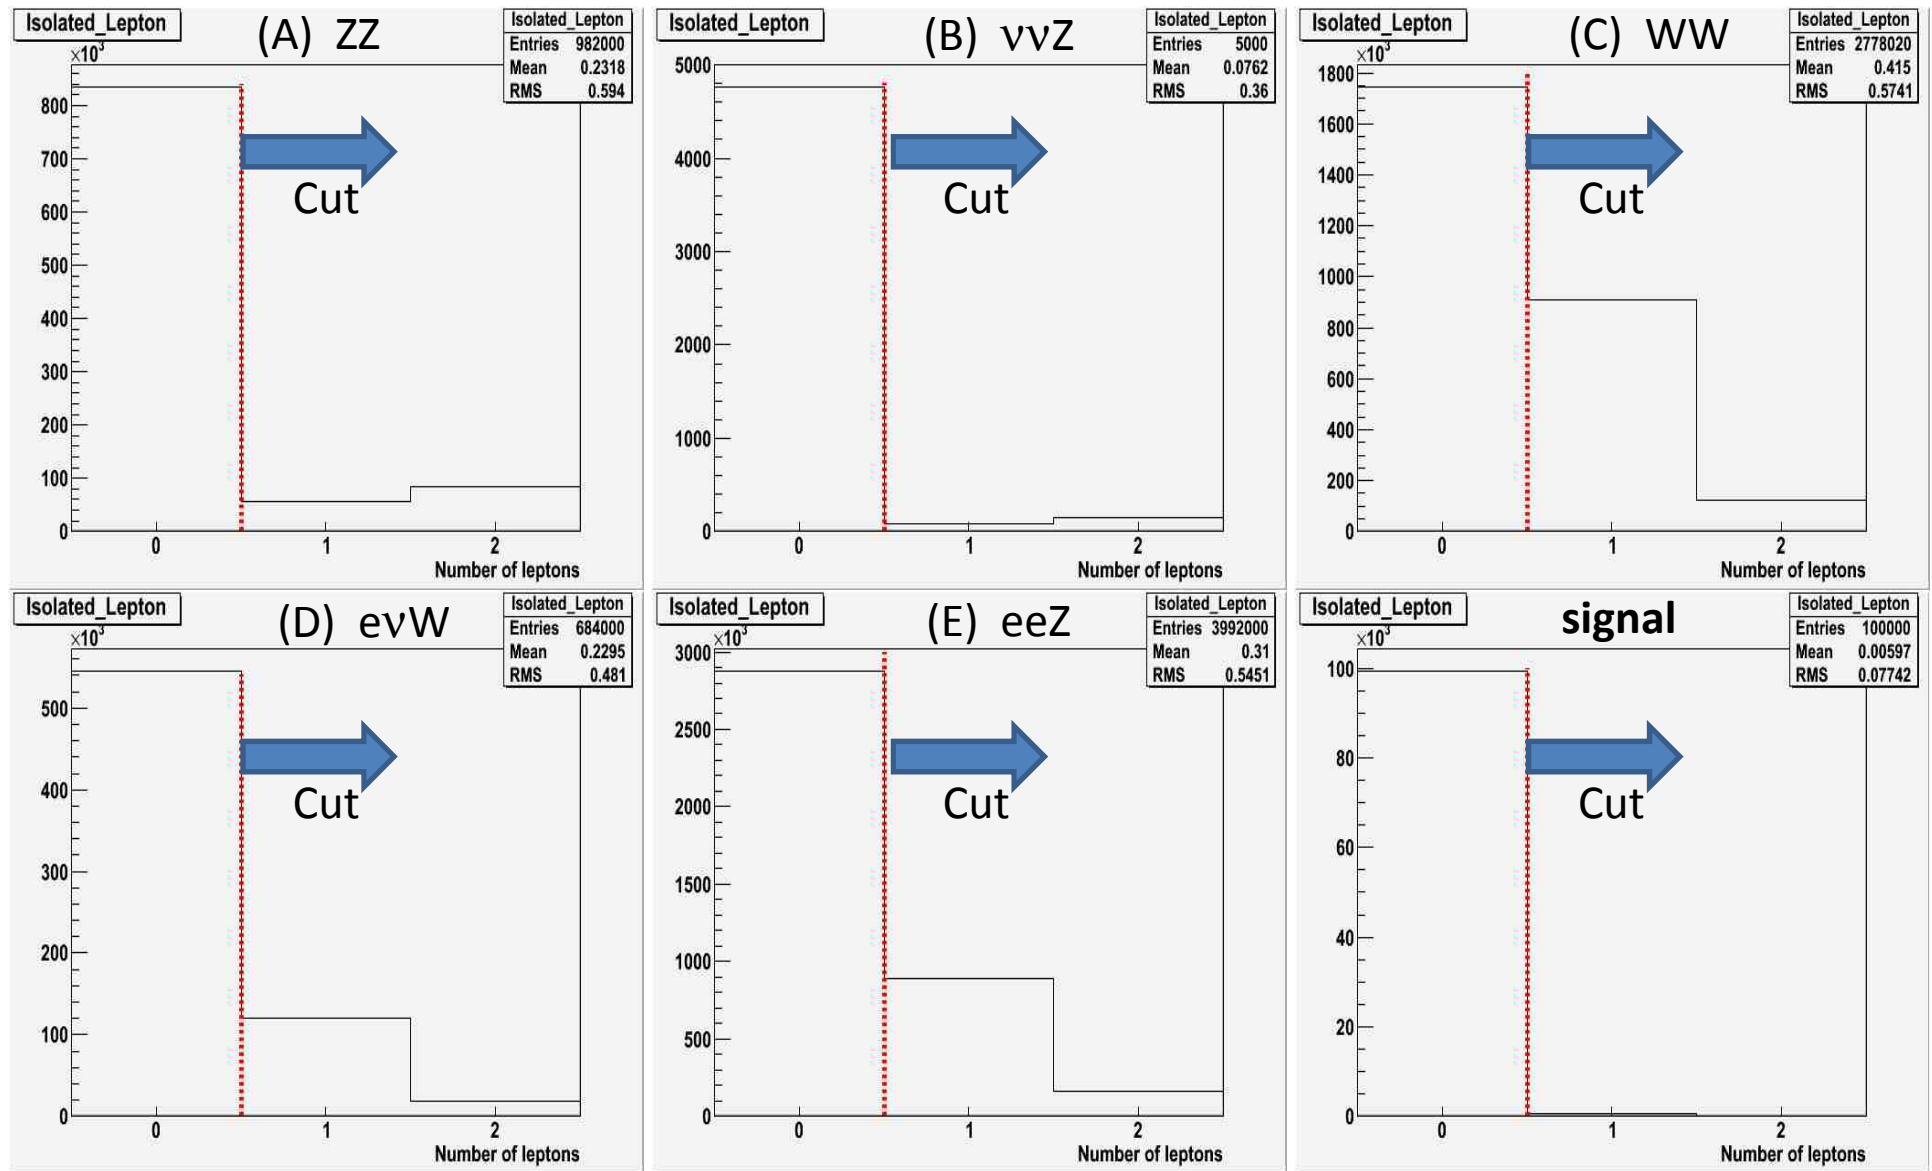 Isolated_Lepton
(A) ZZ
Isolated_Lepton
Entries 982000
Mean 0.2318
RMS 0.594
×10³
800
700
600
500
400
300
200
100
0
Cut
0 1 2
Number of leptons
Isolated_Lepton
(B) ννZ
Isolated_Lepton
Entries 5000
Mean 0.0762
RMS 0.36
5000
4000
3000
2000
1000
0
Cut
0 1 2
Number of leptons
Isolated_Lepton
(C) WW
Isolated_Lepton
Entries 2778020
Mean 0.415
RMS 0.5741
×10³
1800
1600
1400
1200
1000
800
600
400
200
0
Cut
0 1 2
Number of leptons
Isolated_Lepton
(D) eνW
Isolated_Lepton
Entries 684000
Mean 0.2295
RMS 0.481
×10³
500
400
300
200
100
0
Cut
0 1 2
Number of leptons
Isolated_Lepton
(E) eeZ
Isolated_Lepton
Entries 3992000
Mean 0.31
RMS 0.5451
×10³
3000
2500
2000
1500
1000
500
0
Cut
0 1 2
Number of leptons
Isolated_Lepton
signal
Isolated_Lepton
Entries 100000
Mean 0.00597
RMS 0.07742
×10³
100
80
60
40
20
0
Cut
0 1 2
Number of leptons